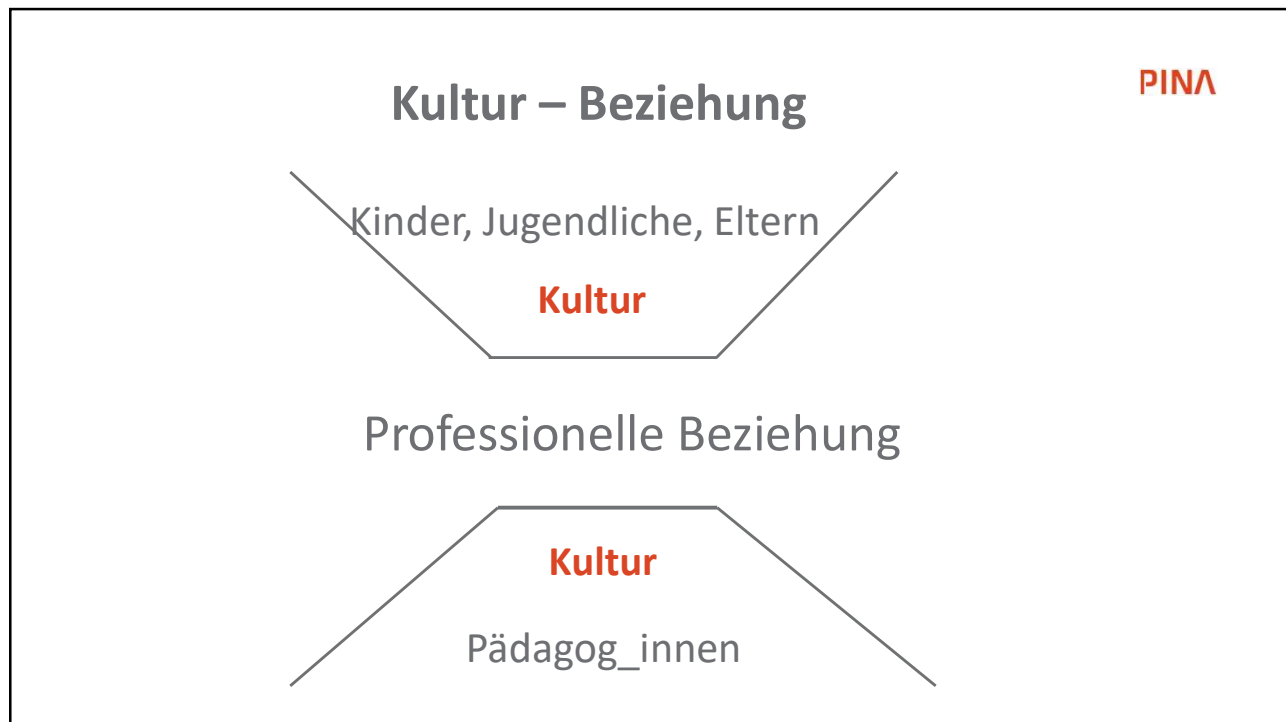 Kultur – Beziehung
PINA
Kinder, Jugendliche, Eltern
Kultur
Professionelle Beziehung
Kultur
Pädagog_innen